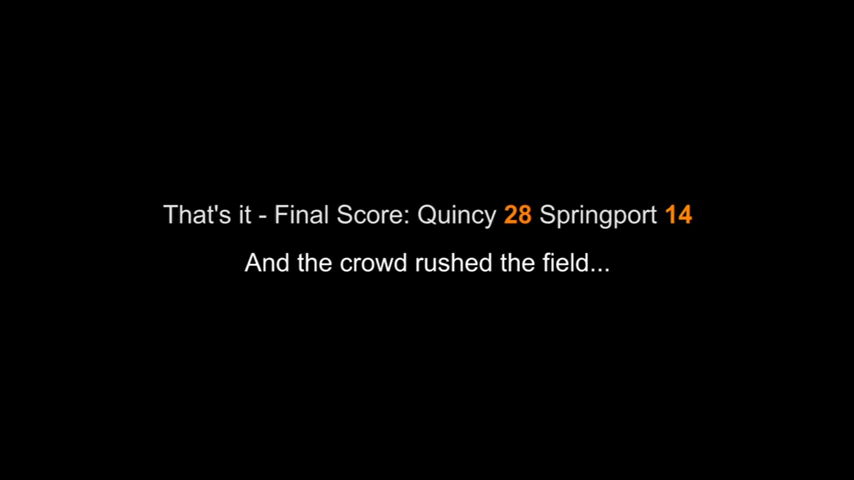 That's it - Final Score: Quincy 28 Springport 14
And the crowd rushed the field...